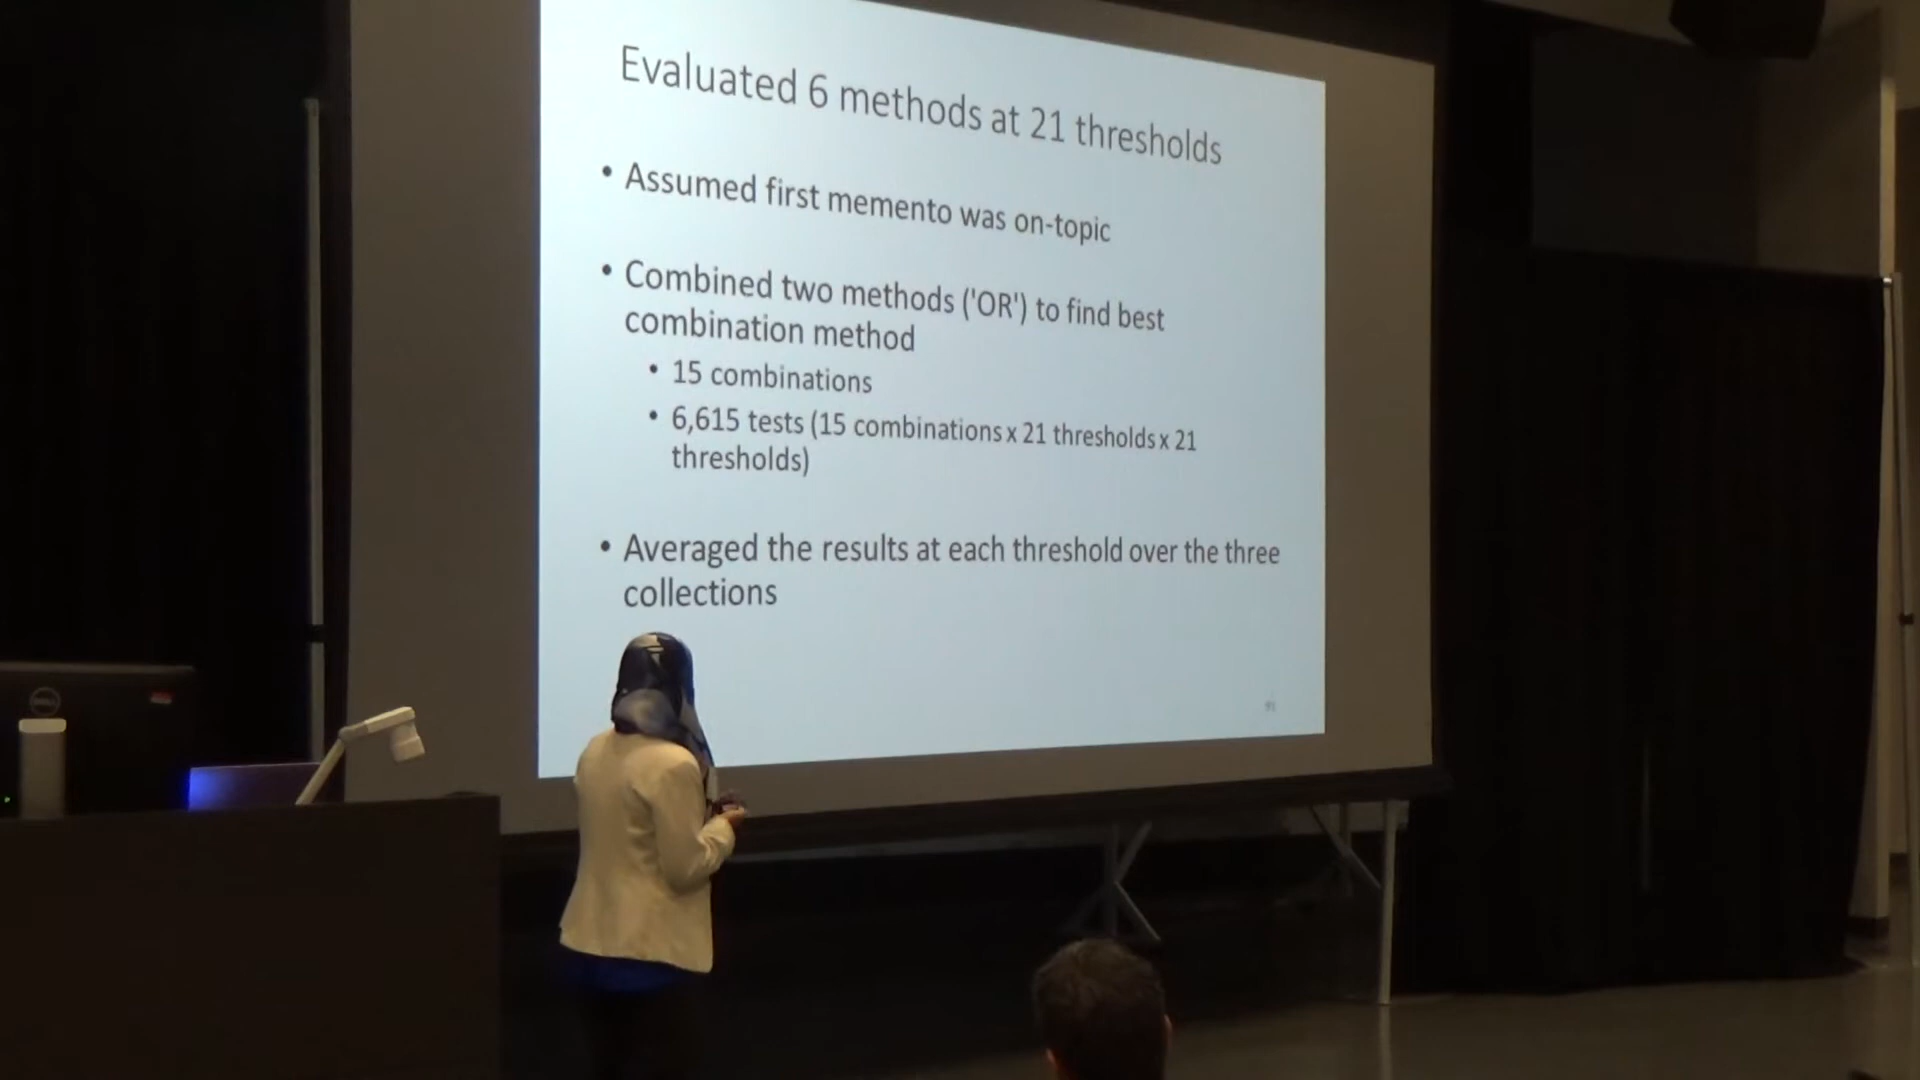 Evaluated 6 methods at 21 thresholds
• Assumed first memento was on-topic
• Combined two methods ('OR') to find best
combination method
• 15 combinations
• 6,615 tests (15 combinations x 21 thresholds x 21
thresholds)
• Averaged the results at each threshold over the three
collections
DELL